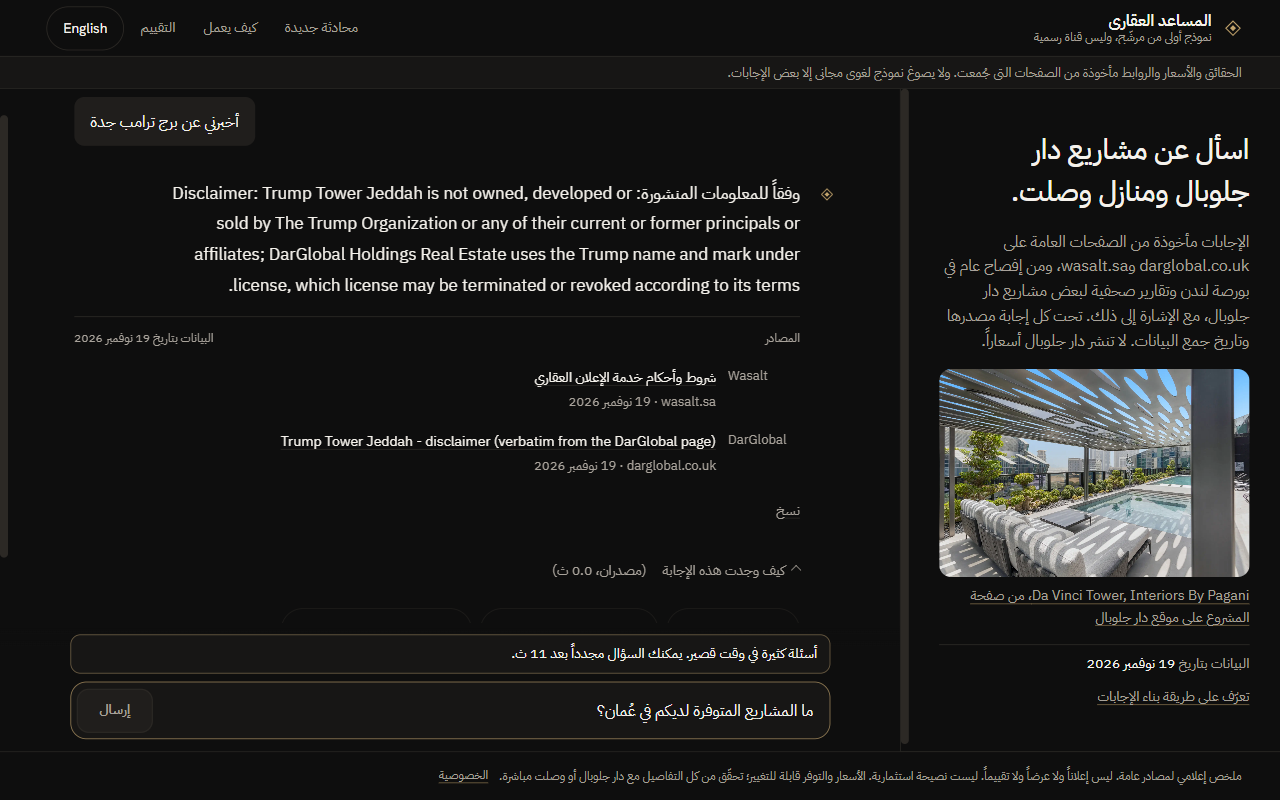 المساعد العقاري
نموذج أولي من مرشّح، وليس قناة رسمية
محادثة جديدة
كيف يعمل
التقييم
English
الحقائق والأسعار والروابط مأخوذة من الصفحات التي جُمعت. ولا يصوغ نموذج لغوي مجاني إلا بعض الإجابات.
اسأل عن مشاريع دار
جلوبال ومنازل وصلت.
الإجابات مأخوذة من الصفحات العامة على
darglobal.co.uk وwasalt.sa، ومن إفصاح عام في
بورصة لندن وتقارير صحفية لبعض مشاريع دار
جلوبال، مع الإشارة إلى ذلك. تحت كل إجابة مصدرها
وتاريخ جمع البيانات. لا تنشر دار جلوبال أسعاراً.
Da Vinci Tower, Interiors By Pagani، من صفحة
المشروع على موقع دار جلوبال
البيانات بتاريخ 19 نوفمبر 2026
تعرّف على طريقة بناء الإجابات
أخبرني عن برج ترامب جدة
وفقاً للمعلومات المنشورة: Disclaimer: Trump Tower Jeddah is not owned, developed or
sold by The Trump Organization or any of their current or former principals or
affiliates; DarGlobal Holdings Real Estate uses the Trump name and mark under
license, which license may be terminated or revoked according to its terms.
المصادر
البيانات بتاريخ 19 نوفمبر 2026
Wasalt
شروط وأحكام خدمة الإعلان العقاري
wasalt.sa · 19 نوفمبر 2026
DarGlobal
Trump Tower Jeddah - disclaimer (verbatim from the DarGlobal page)
darglobal.co.uk · 19 نوفمبر 2026
نسخ
كيف وجدت هذه الإجابة (مصدران، 0.0 ث)
أسئلة كثيرة في وقت قصير. يمكنك السؤال مجدداً بعد 11 ث.
ما المشاريع المتوفرة لديكم في عُمان؟
إرسال
ملخص إعلامي لمصادر عامة. ليس إعلاناً ولا عرضاً ولا تقييماً. ليست نصيحة استثمارية. الأسعار والتوفر قابلة للتغيير؛ تحقّق من كل التفاصيل مع دار جلوبال أو وصلت مباشرة. الخصوصية